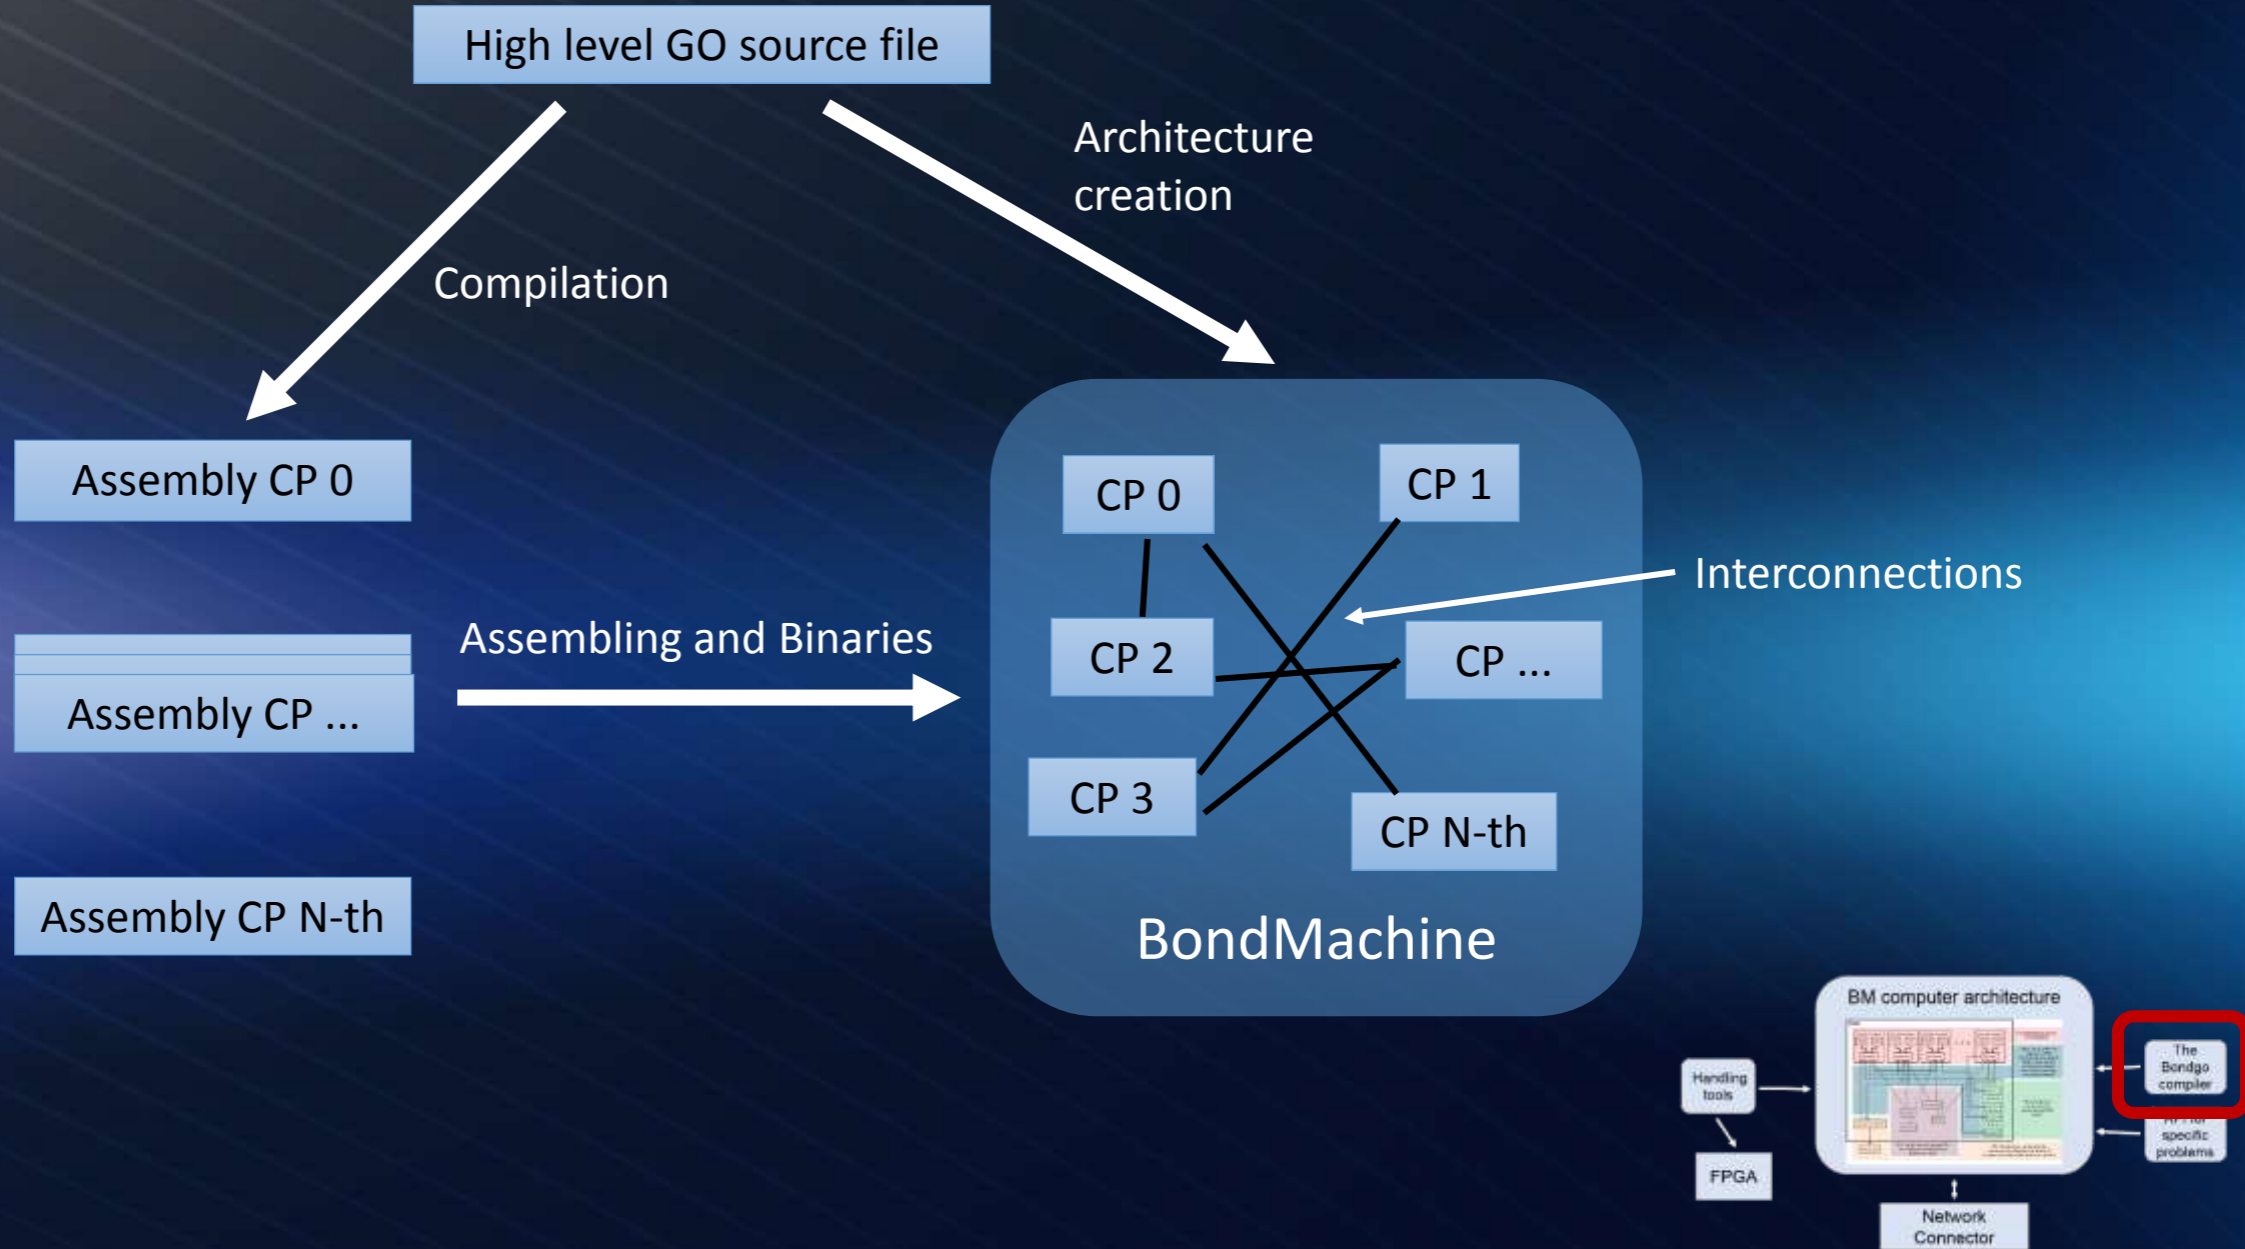 High level GO source file
Architecture
creation
Compilation
Assembly CP 0
CP 0
CP 1
Interconnections
Assembling and Binaries
CP 2
CP ...
Assembly CP ...
CP 3
CP N-th
Assembly CP N-th
BondMachine
BM computer architecture
The
Bondgo
compiler
Handling
tools
specific
problems
FPGA
Network
Connector